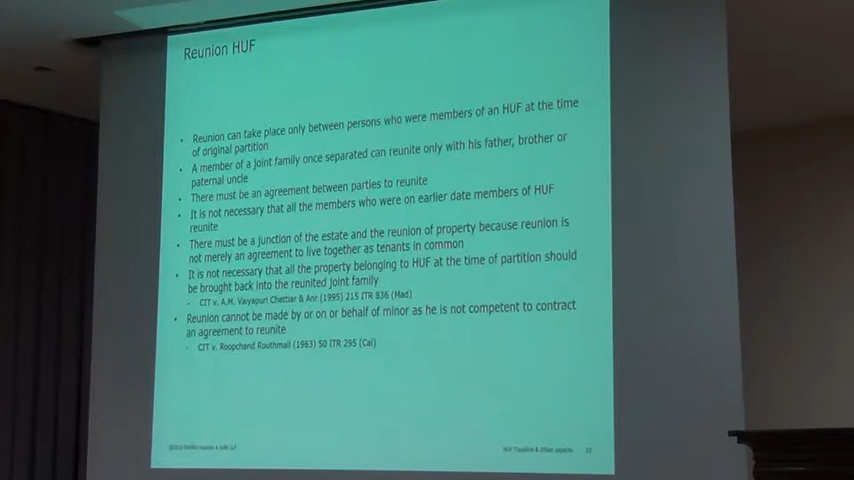 Reunion HUF
• Reunion can take place only between persons who were members of an HUF at the time
of original partition
• A member of a joint family once separated can reunite only with his father, brother or
paternal uncle
• There must be an agreement between parties to reunite
• It is not necessary that all the members who were on earlier date members of HUF
reunite
• There must be a junction of the estate and the reunion of property because reunion is
not merely an agreement to live together as tenants in common
• It is not necessary that all the property belonging to HUF at the time of partition should
be brought back into the reunited joint family
- CIT v. A.M. Vaiyapuri Chettiar & Anr (1995) 215 ITR 836 (Mad)
• Reunion cannot be made by or on or behalf of minor as he is not competent to contract
an agreement to reunite
- CIT v. Roopchand Routhmall (1963) 50 ITR 295 (Cal)
HUF Taxation & Other aspects